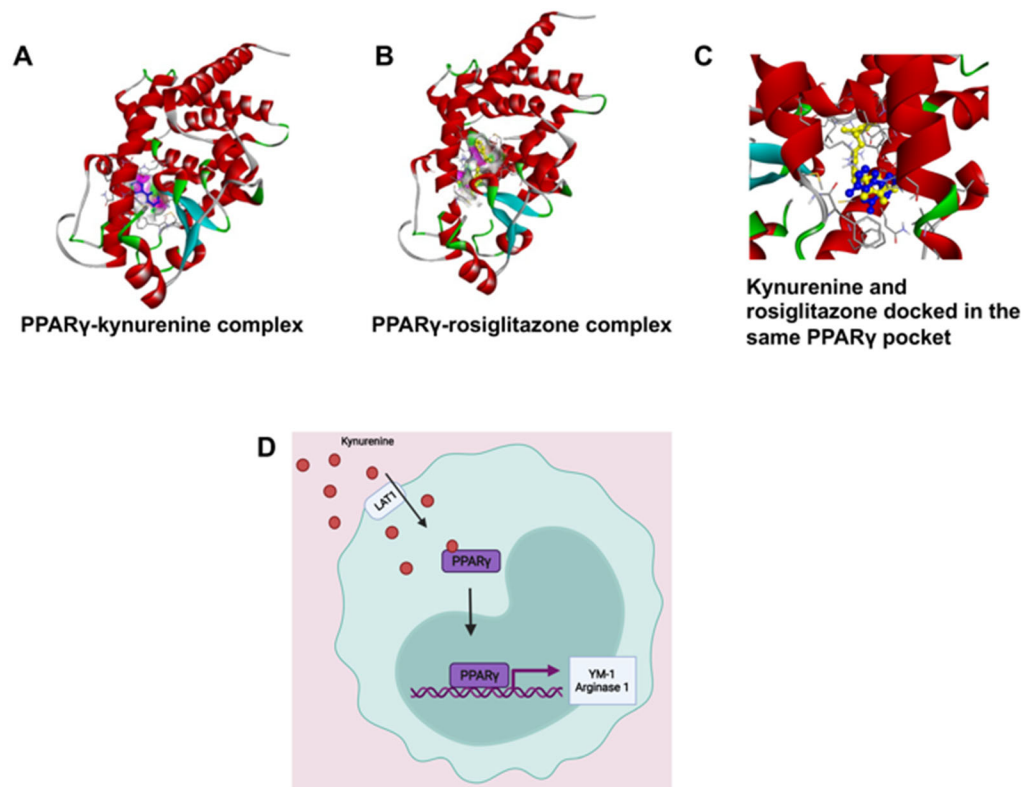 A
B
C
PPARγ-kynurenine complex
PPARγ-rosiglitazone complex
Kynurenine and
rosiglitazone docked in the
same PPARγ pocket
D
Kynurenine
LAT1
PPARγ
PPARγ
YM-1
Arginase 1